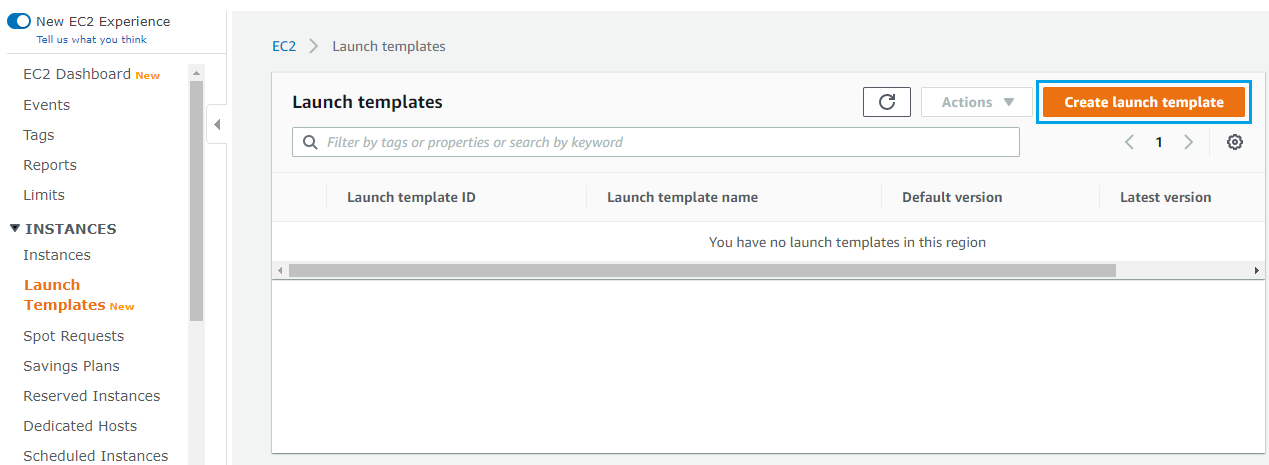 New EC2 Experience
Tell us what you think
EC2 Dashboard New
Events
Tags
Reports
Limits
INSTANCES
Instances
Launch
Templates New
Spot Requests
Savings Plans
Reserved Instances
Dedicated Hosts
Scheduled Instances
EC2 > Launch templates
Launch templates
Actions
Create launch template
Filter by tags or properties or search by keyword
1
Launch template ID Launch template name Default version Latest version
You have no launch templates in this region